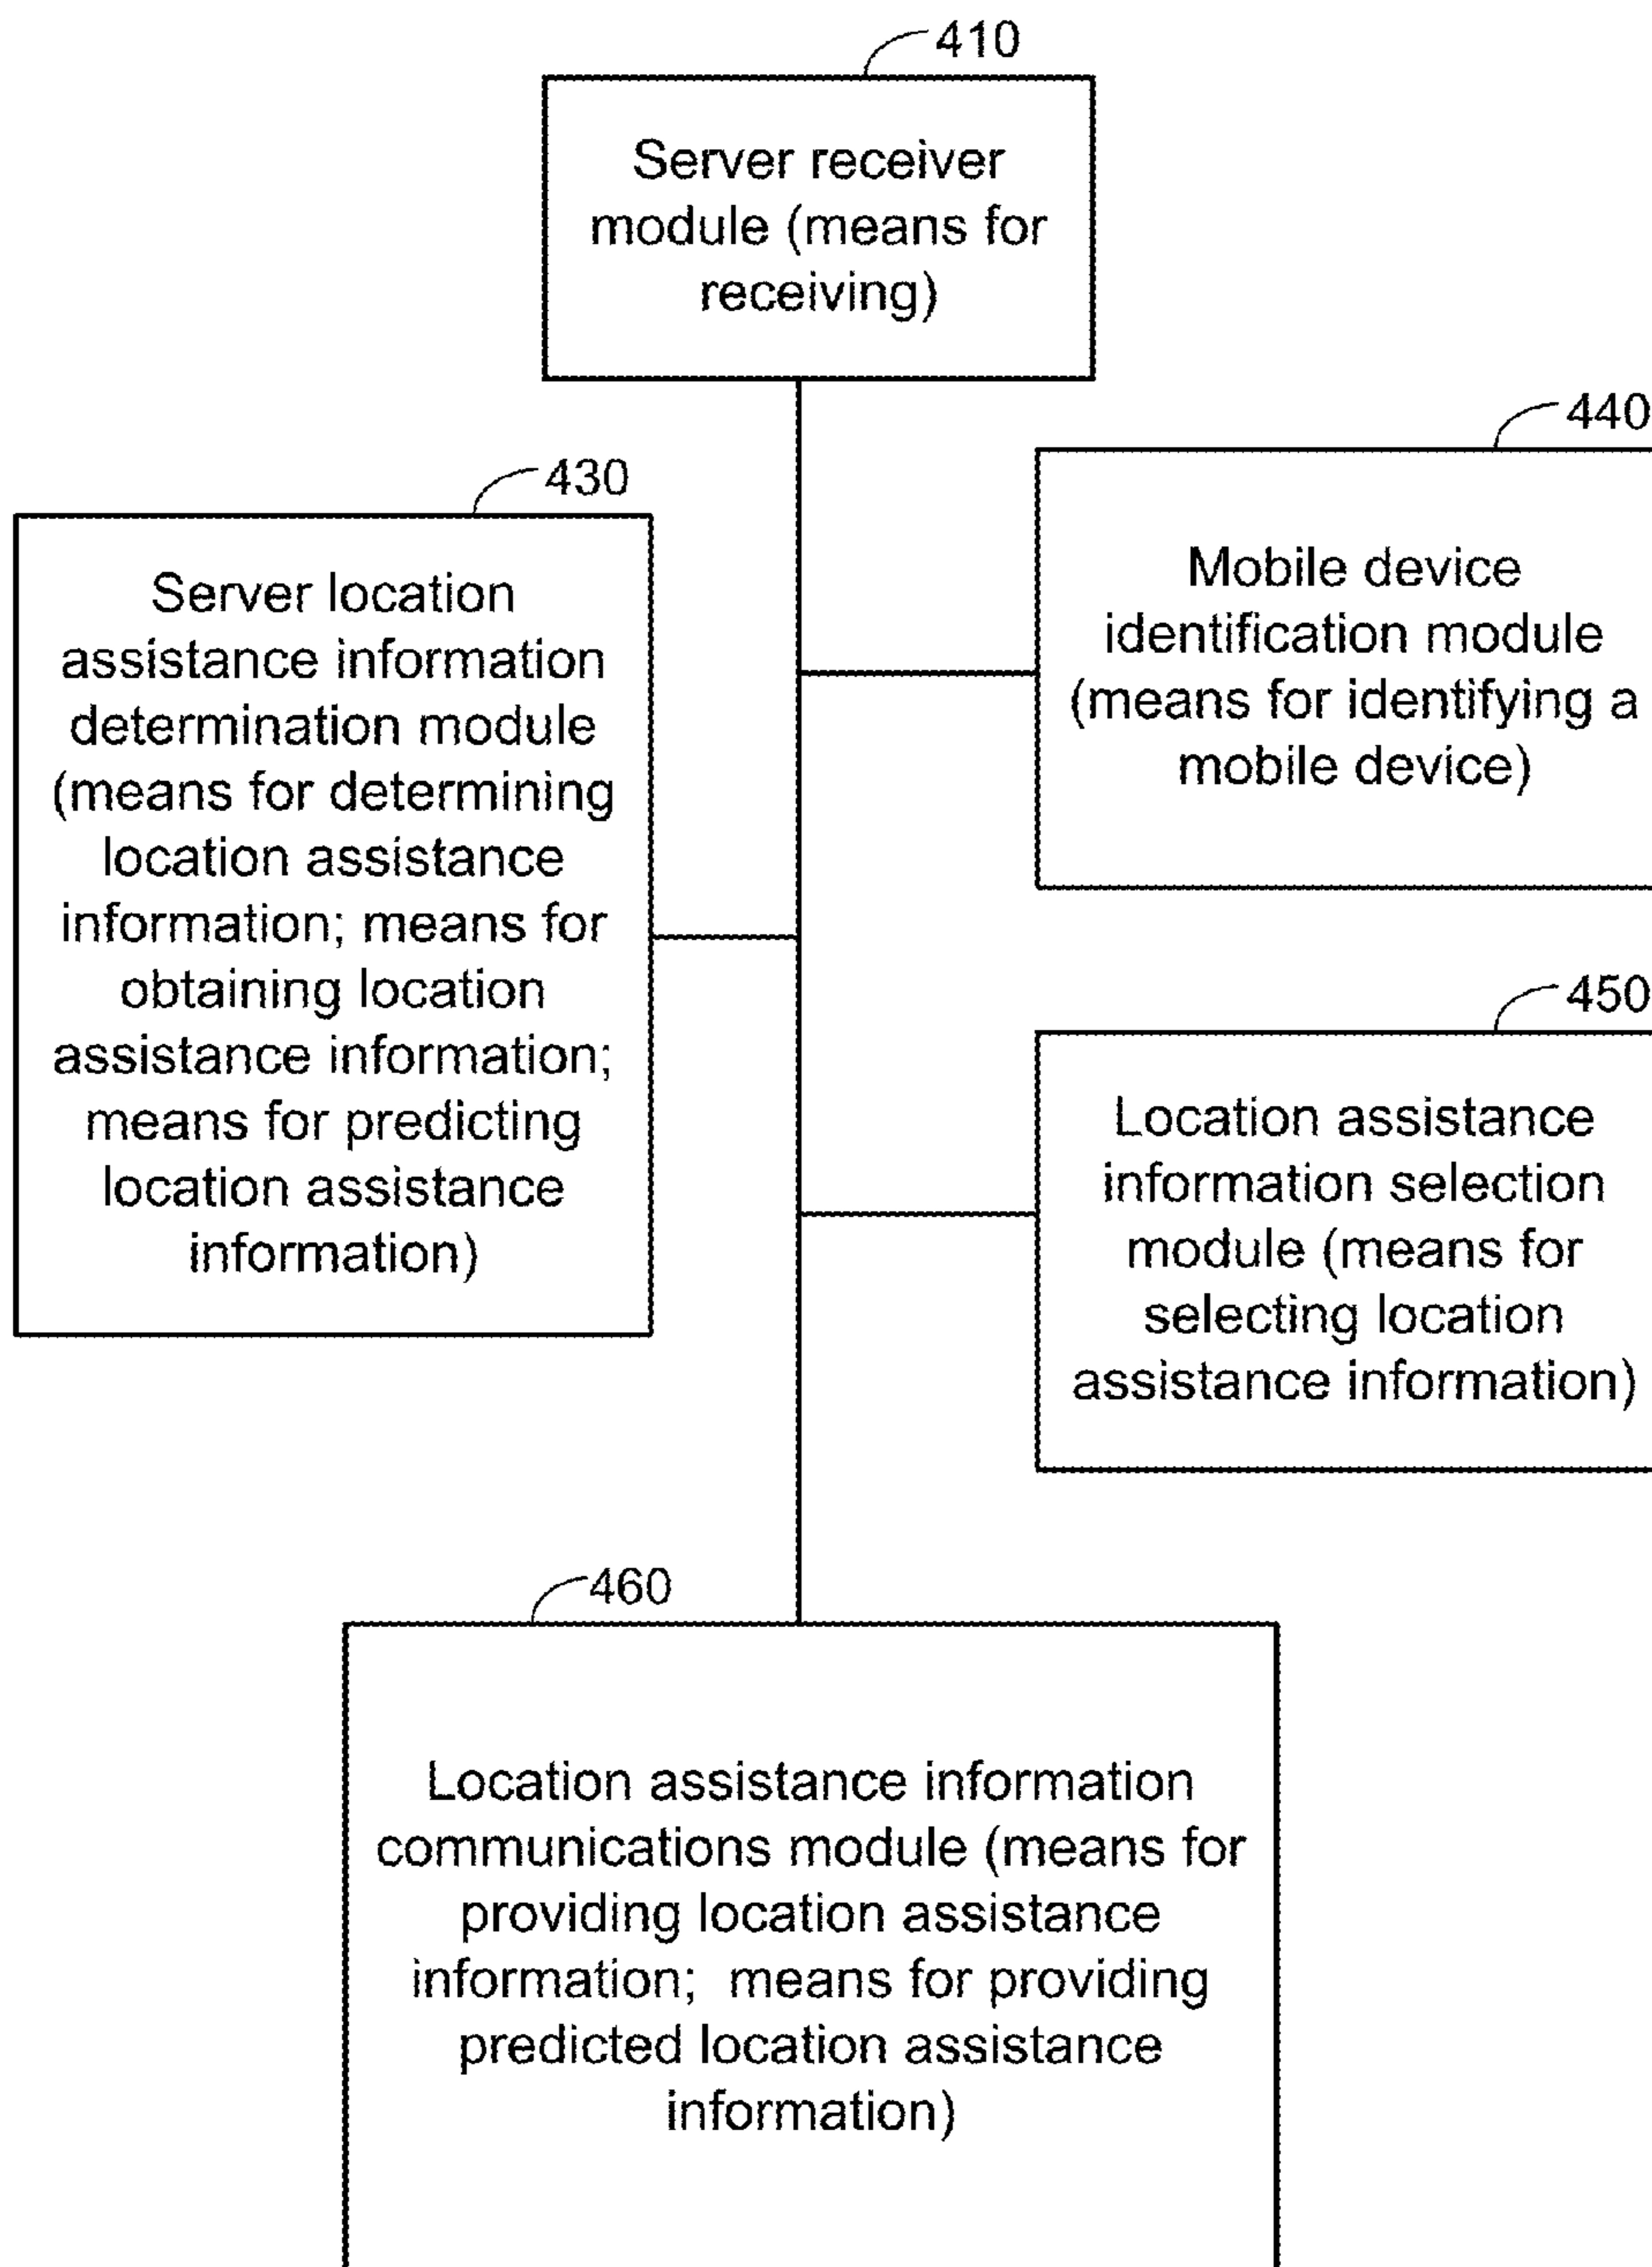 410
Server receiver
module (means for
receiving)
440
Mobile device
identification module
(means for identifying a
mobile device)
430
Server location
assistance information
determination module
(means for determining
location assistance
information; means for
obtaining location
assistance information;
means for predicting
location assistance
information)
450
Location assistance
information selection
module (means for
selecting location
assistance information)
460
Location assistance information
communications module (means for
providing location assistance
information;  means for providing
predicted location assistance
information)